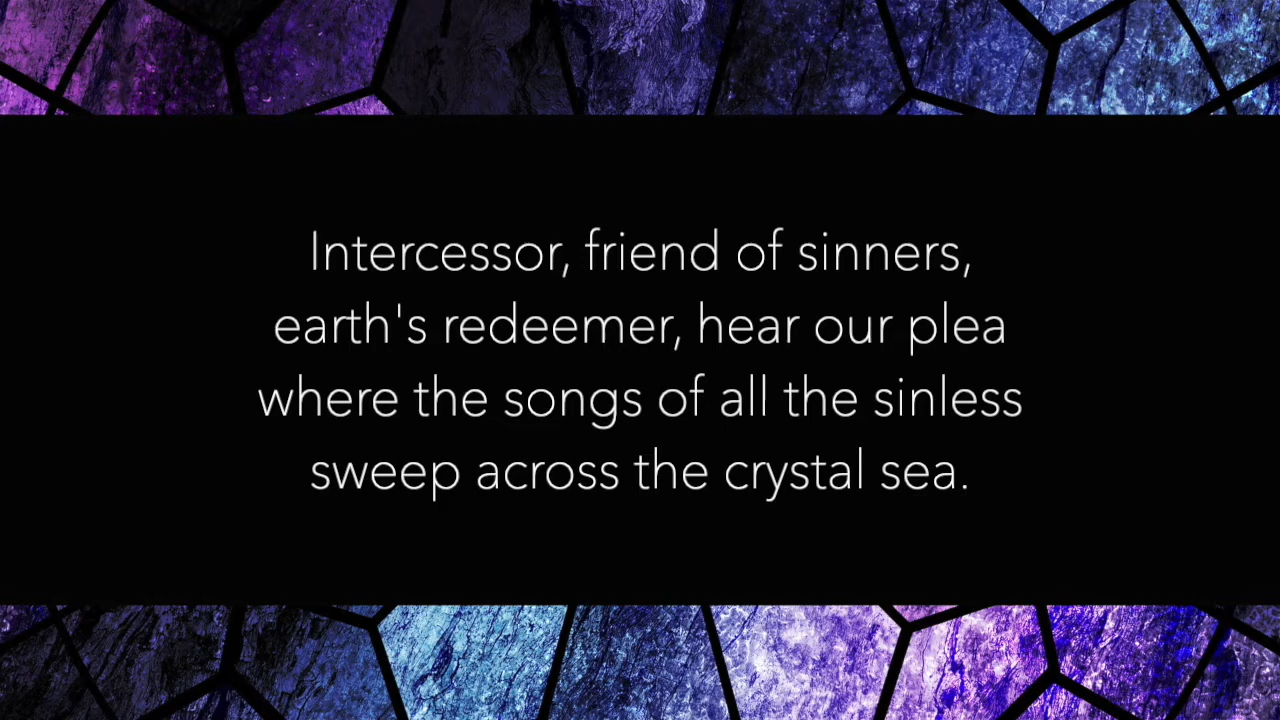 Intercessor, friend of sinners,
earth's redeemer, hear our plea
where the songs of all the sinless
sweep across the crystal sea.